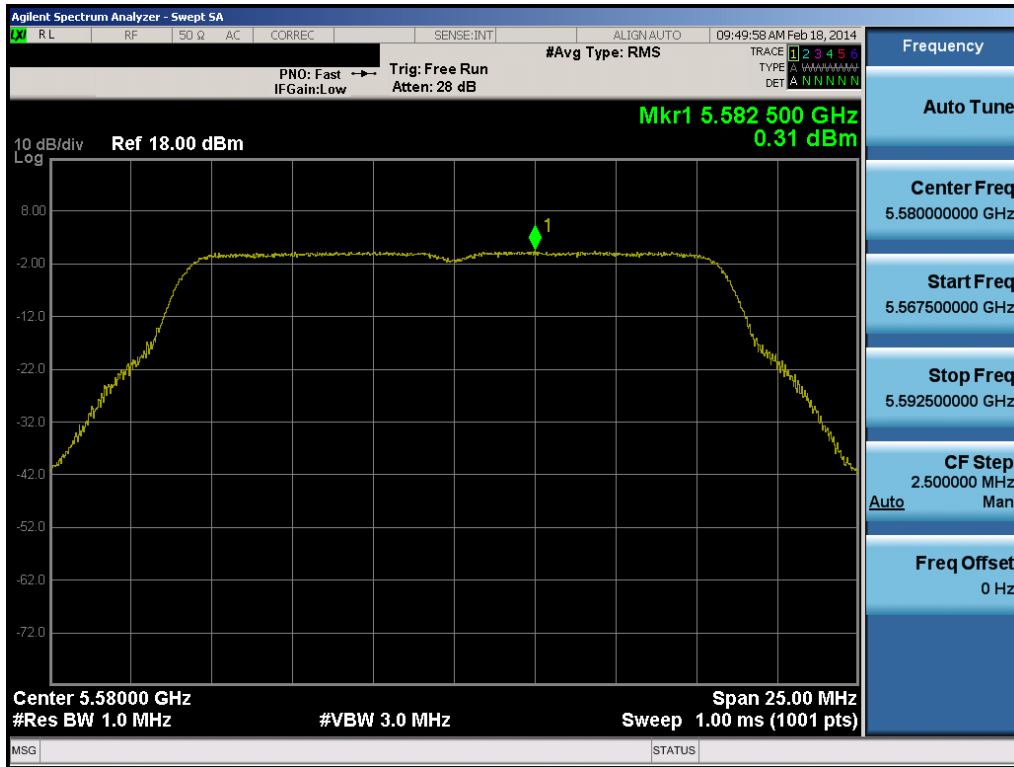 Agilent Spectrum Analyzer - Swept SA
LXI RL RF 50 Ω AC CORREC SENSE:INT ALIGN AUTO 09:49:58 AM Feb 18, 2014
#Avg Type: RMS
TRACE 1 2 3 4 5 6
TYPE A WWWWW
DET A N N N N N
PNO: Fast
IFGain:Low
Trig: Free Run
Atten: 28 dB
Mkr1 5.582 500 GHz
0.31 dBm
10 dB/div Ref 18.00 dBm
Log
8.00
1
-2.00
-12.0
-22.0
-32.0
-42.0
-52.0
-62.0
-72.0
Center 5.58000 GHz Span 25.00 MHz
#Res BW 1.0 MHz #VBW 3.0 MHz Sweep 1.00 ms (1001 pts)
MSG STATUS
Frequency
Auto Tune
Center Freq
5.580000000 GHz
Start Freq
5.567500000 GHz
Stop Freq
5.592500000 GHz
CF Step
2.500000 MHz
Auto Man
Freq Offset
0 Hz